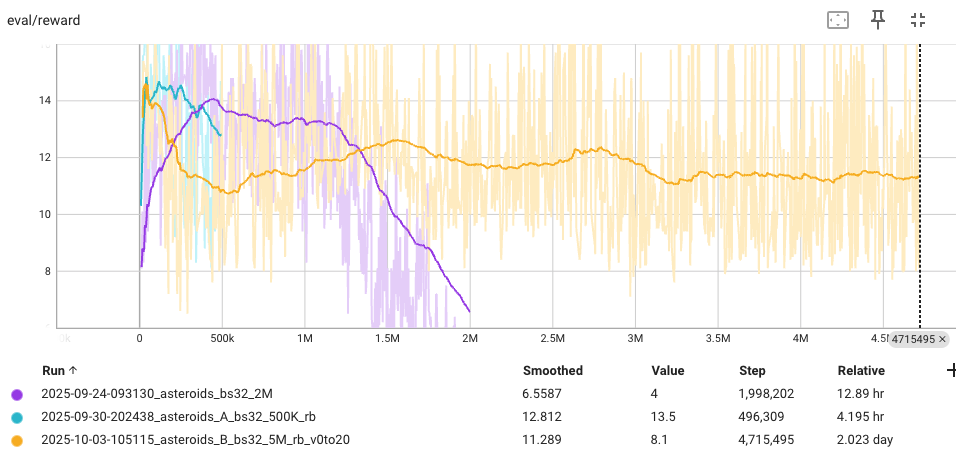 eval/reward
14
12
10
8
0k 0 500k 1M 1.5M 2M 2.5M 3M 3.5M 4M 4.5 4715495 ×
Run ↑ Smoothed Value Step Relative
2025-09-24-093130_asteroids_bs32_2M 6.5587 4 1,998,202 12.89 hr
2025-09-30-202438_asteroids_A_bs32_500K_rb 12.812 13.5 496,309 4.195 hr
2025-10-03-105115_asteroids_B_bs32_5M_rb_v0to20 11.289 8.1 4,715,495 2.023 day